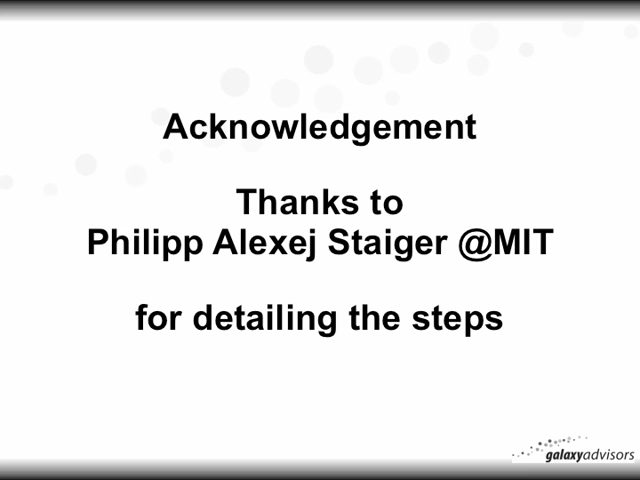 Acknowledgement
Thanks to
Philipp Alexej Staiger @MIT
for detailing the steps
galaxyadvisors